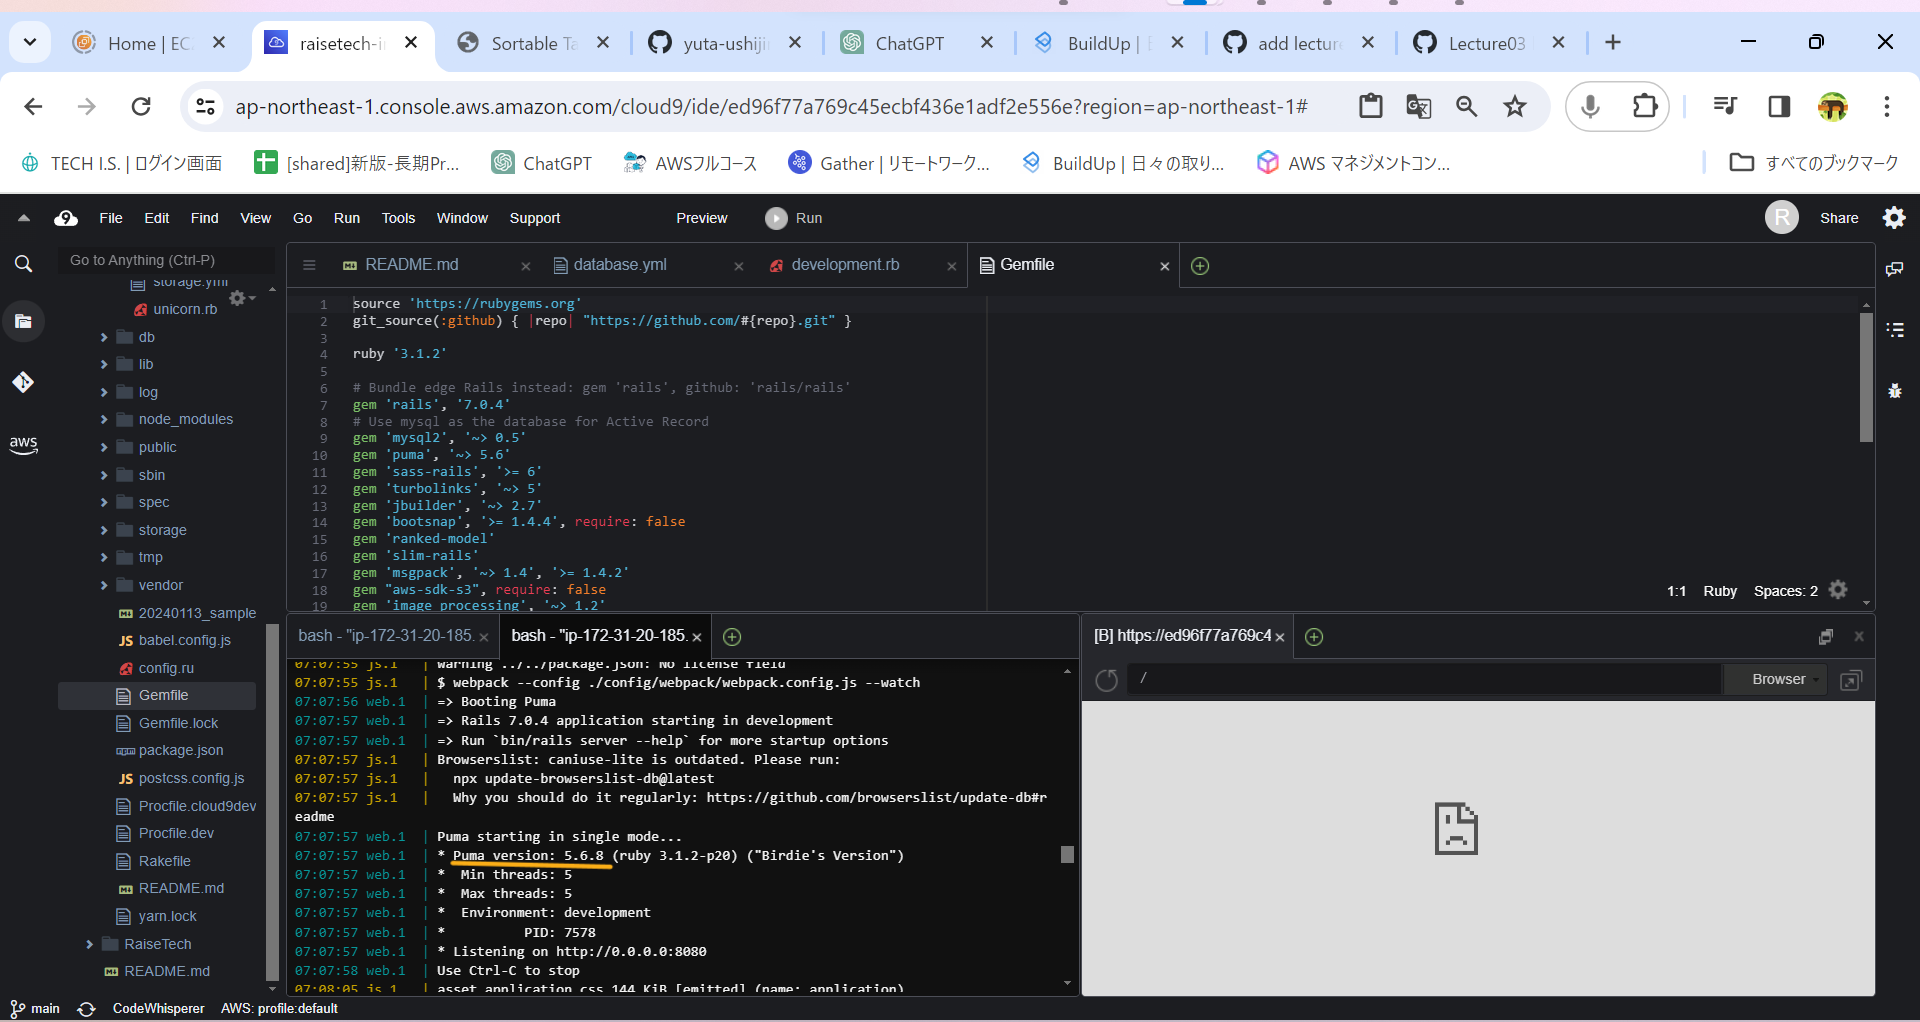 Home | EC
raisetech-i
Sortable Ta
yuta-ushiji
ChatGPT
BuildUp |
add lectur
Lecture03
ap-northeast-1.console.aws.amazon.com/cloud9/ide/ed96f77a769c45ecbf436e1adf2e556e?region=ap-northeast-1#
TECH I.S. | ログイン画面
[shared]新版-長期Pr...
ChatGPT
AWSフルコース
Gather | リモートワーク...
BuildUp | 日々の取り...
AWS マネジメントコン...
すべてのブックマーク
9 File Edit Find View Go Run Tools Window Support Preview Run R Share
Go to Anything (Ctrl-P)
README.md
database.yml
development.rb
Gemfile
storage.yml
unicorn.rb
db
lib
log
node_modules
public
sbin
spec
storage
tmp
vendor
20240113_sample
JS babel.config.js
config.ru
Gemfile
Gemfile.lock
npm package.json
JS postcss.config.js
Procfile.cloud9dev
Procfile.dev
Rakefile
README.md
yarn.lock
RaiseTech
README.md
aws
1 source 'https://rubygems.org'
2 git_source(:github) { |repo| "https://github.com/#{repo}.git" }
3
4 ruby '3.1.2'
5
6 # Bundle edge Rails instead: gem 'rails', github: 'rails/rails'
7 gem 'rails', '7.0.4'
8 # Use mysql as the database for Active Record
9 gem 'mysql2', '~> 0.5'
10 gem 'puma', '~> 5.6'
11 gem 'sass-rails', '>= 6'
12 gem 'turbolinks', '~> 5'
13 gem 'jbuilder', '~> 2.7'
14 gem 'bootsnap', '>= 1.4.4', require: false
15 gem 'ranked-model'
16 gem 'slim-rails'
17 gem 'msgpack', '~> 1.4', '>= 1.4.2'
18 gem "aws-sdk-s3", require: false
19 gem 'image_processing', '~> 1.2'
1:1 Ruby Spaces: 2
bash - "ip-172-31-20-185.
bash - "ip-172-31-20-185.
07:07:55 js.1 | warning ../../package.json: No license field
07:07:55 js.1 | $ webpack --config ./config/webpack/webpack.config.js --watch
07:07:56 web.1 | => Booting Puma
07:07:57 web.1 | => Rails 7.0.4 application starting in development
07:07:57 web.1 | => Run `bin/rails server --help` for more startup options
07:07:57 js.1 | Browserslist: caniuse-lite is outdated. Please run:
07:07:57 js.1 | npx update-browserslist-db@latest
07:07:57 js.1 | Why you should do it regularly: https://github.com/browserslist/update-db#r
eadme
07:07:57 web.1 | Puma starting in single mode...
07:07:57 web.1 | * Puma version: 5.6.8 (ruby 3.1.2-p20) ("Birdie's Version")
07:07:57 web.1 | * Min threads: 5
07:07:57 web.1 | * Max threads: 5
07:07:57 web.1 | * Environment: development
07:07:57 web.1 | * PID: 7578
07:07:57 web.1 | * Listening on http://0.0.0.0:8080
07:07:58 web.1 | Use Ctrl-C to stop
07:08:05 js.1 | asset application.css 144 KiB [emitted] (name: application)
[B] https://ed96f77a769c4
/
Browser
main CodeWhisperer AWS: profile:default